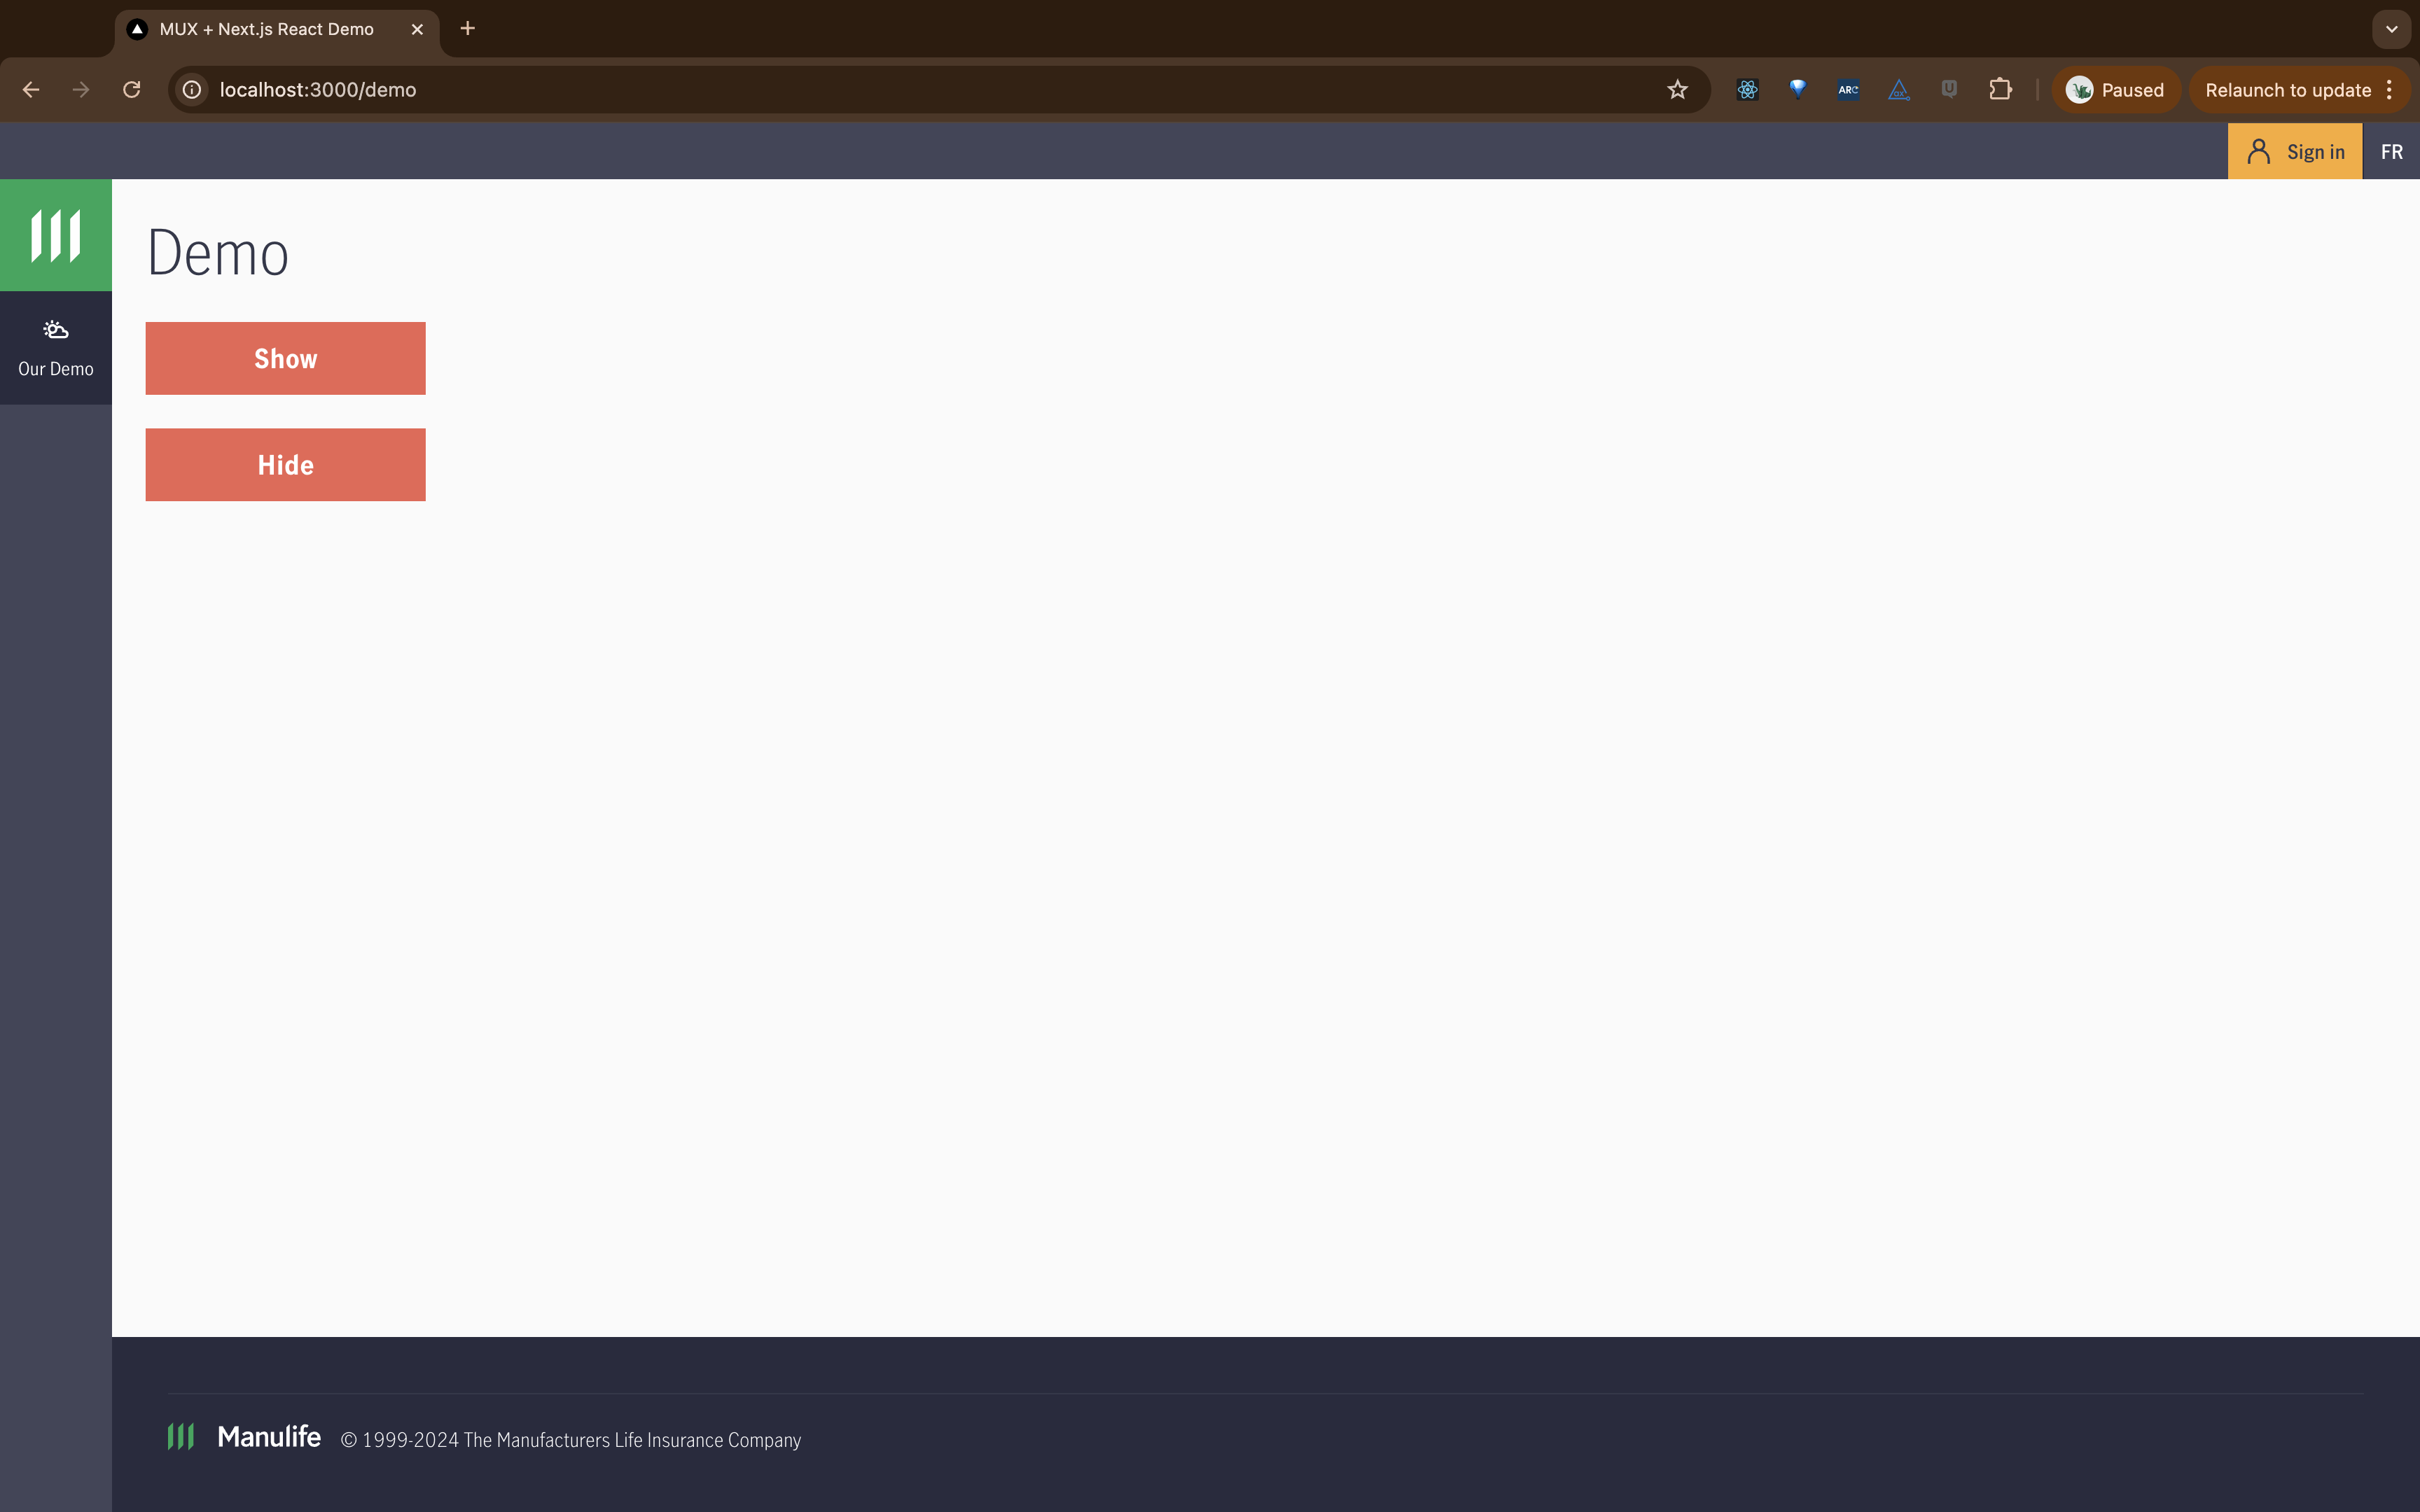 MUX + Next.js React Demo
localhost:3000/demo
ARC
Paused
Relaunch to update
Sign in
FR
Demo
Our Demo
Show
Hide
Manulife © 1999-2024 The Manufacturers Life Insurance Company